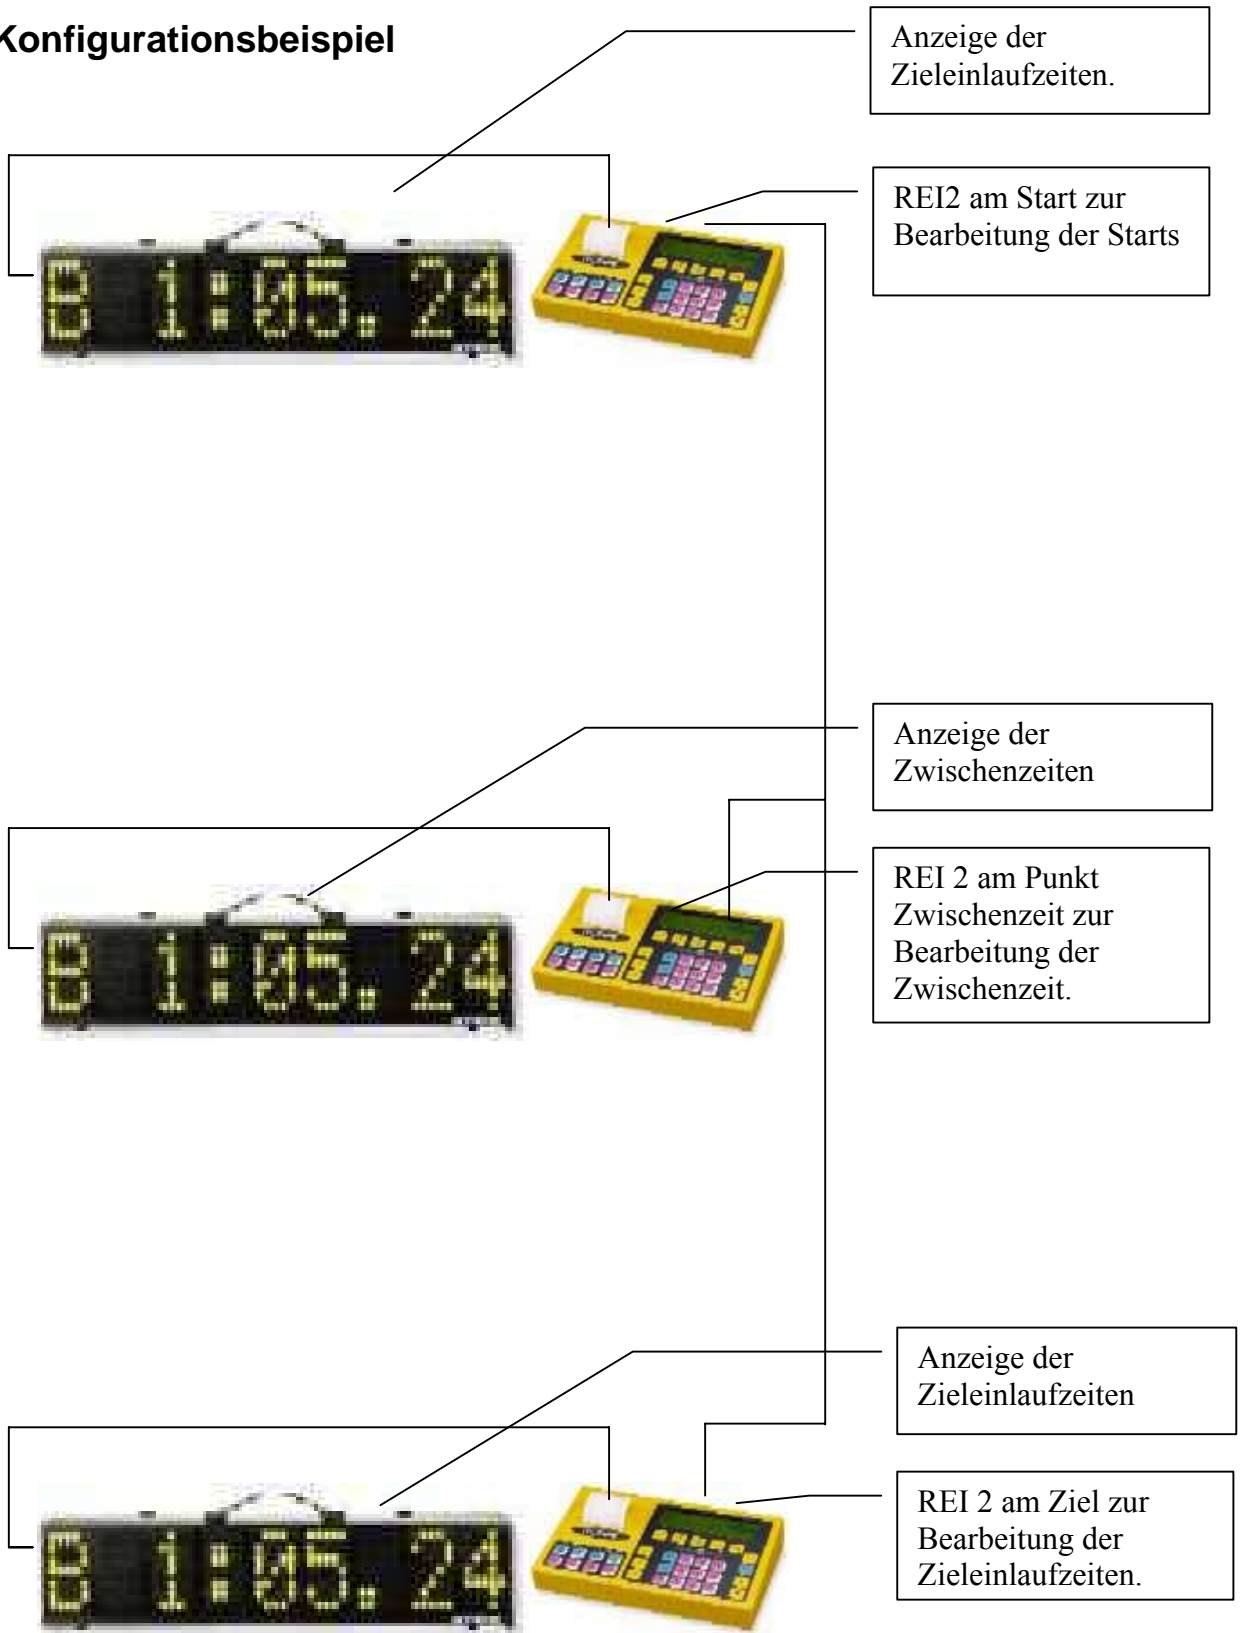 Konfigurationsbeispiel
Anzeige der
Zieleinlaufzeiten.
REI2 am Start zur
Bearbeitung der Starts
1:05.24
Anzeige der
Zwischenzeiten
REI 2 am Punkt
Zwischenzeit zur
Bearbeitung der
Zwischenzeit.
1:05.24
Anzeige der
Zieleinlaufzeiten
REI 2 am Ziel zur
Bearbeitung der
Zieleinlaufzeiten.
1:05.24